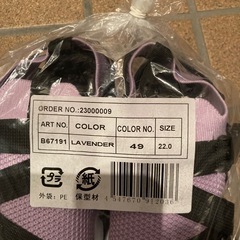 ORDER NO.:23000009
ART NO. COLOR COLOR NO. SIZE
B67191 LAVENDER 49 22.0
プラ 紙
外袋:PE 保型材
4547670912036